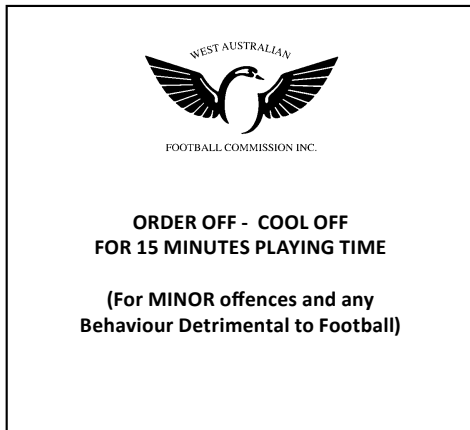 WEST AUSTRALIAN
FOOTBALL COMMISSION INC.
ORDER OFF - COOL OFF
FOR 15 MINUTES PLAYING TIME
(For MINOR offences and any
Behaviour Detrimental to Football)